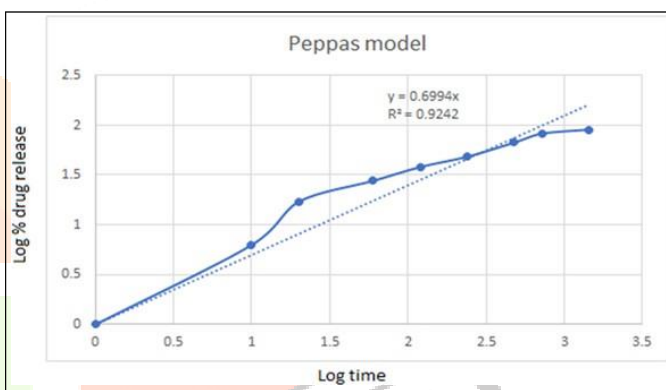 Peppas model
2.5
y = 0.6994x
R² = 0.9242
2
1.5
1
0.5
0
0 0.5 1 1.5 2 2.5 3 3.5
Log % drug release
Log time